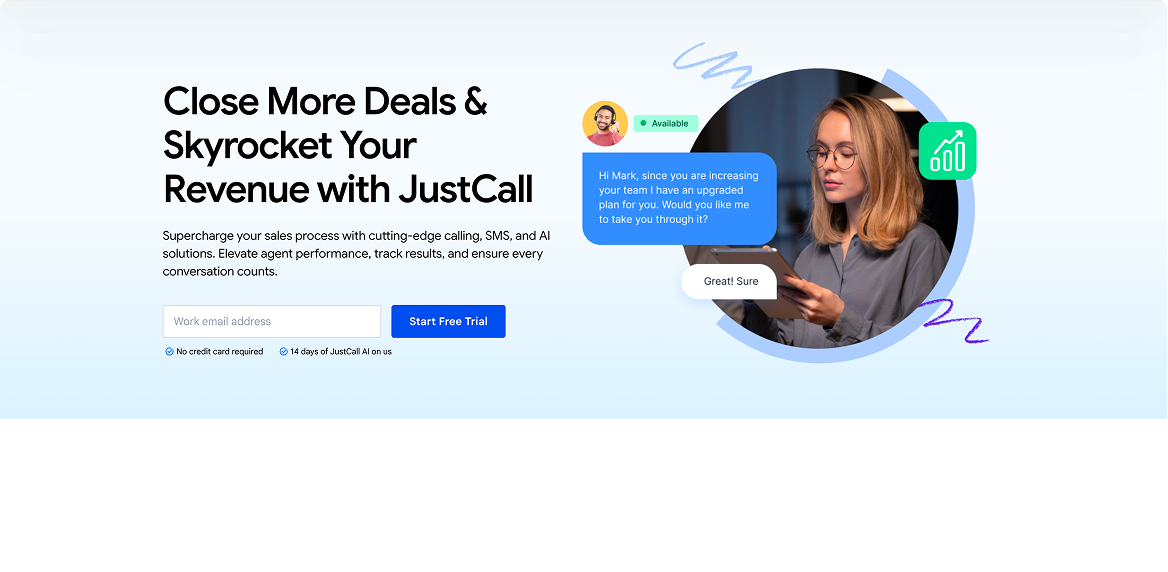 Close More Deals &
Skyrocket Your
Revenue with JustCall
Supercharge your sales process with cutting-edge calling, SMS, and AI
solutions. Elevate agent performance, track results, and ensure every
conversation counts.
Work email address
Start Free Trial
No credit card required
14 days of JustCall AI on us
Available
Hi Mark, since you are increasing
your team I have an upgraded
plan for you. Would you like me
to take you through it?
Great! Sure